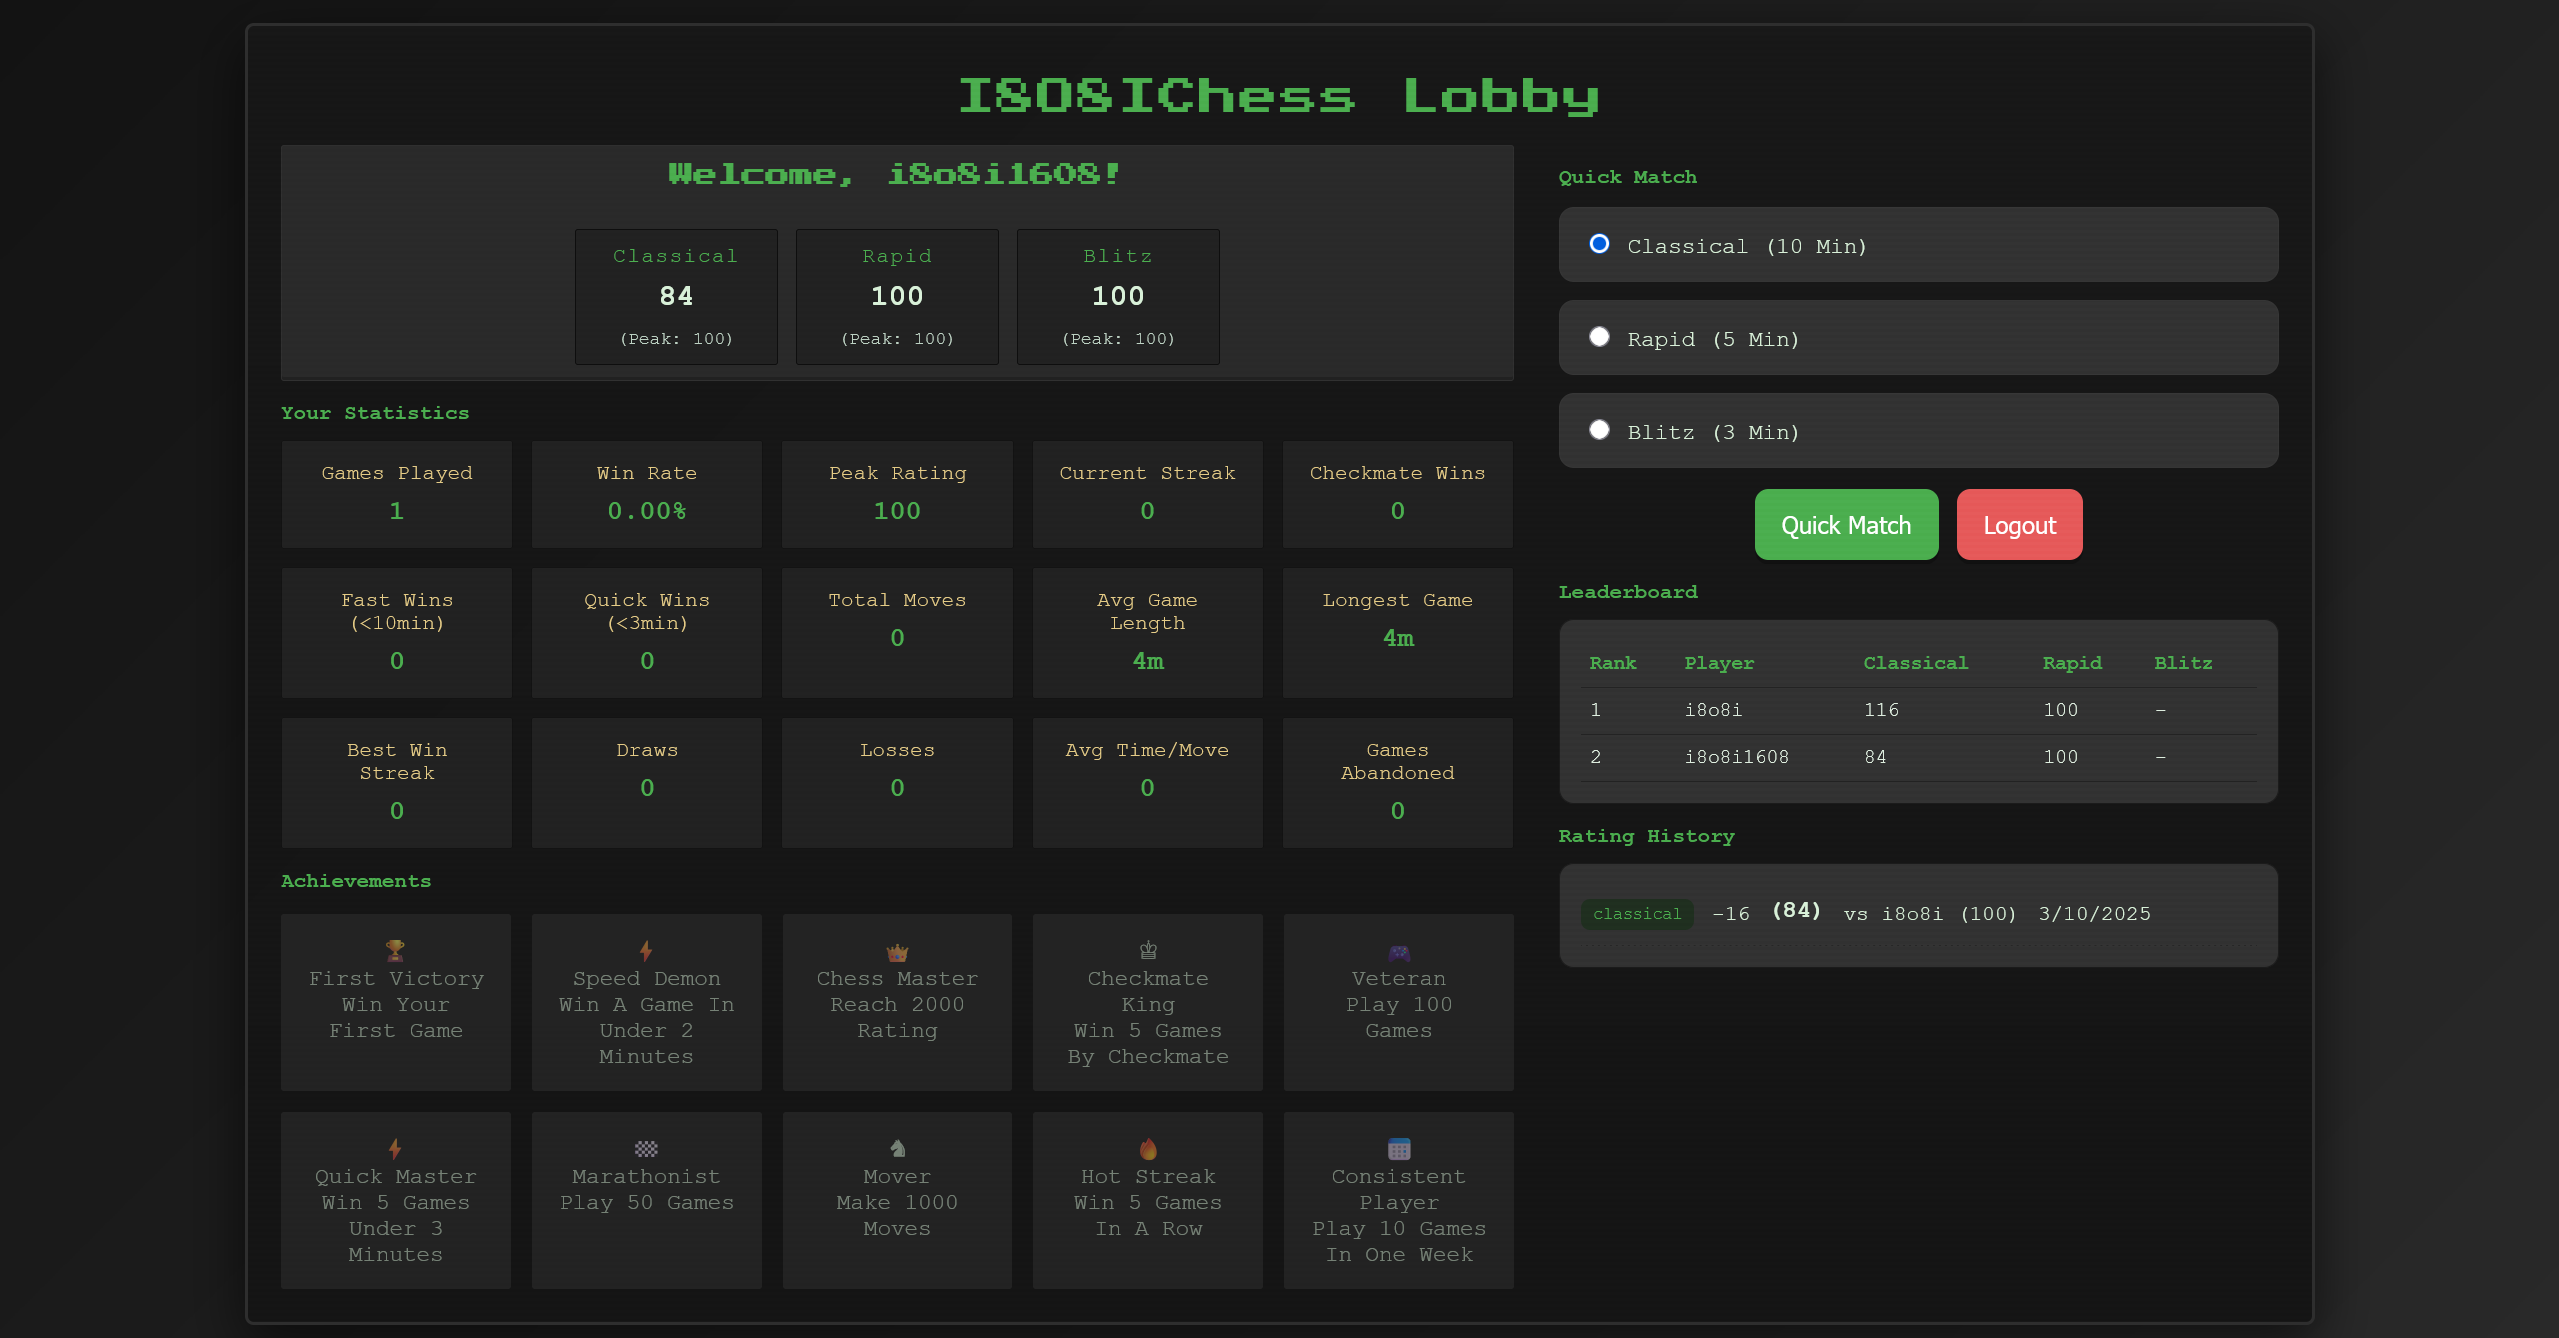 I8O8IChess Lobby
Welcome, i8o8i1608!
Classical
84
(Peak: 100)
Rapid
100
(Peak: 100)
Blitz
100
(Peak: 100)
Your Statistics
Games Played
1
Win Rate
0.00%
Peak Rating
100
Current Streak
0
Checkmate Wins
0
Fast Wins
(<10min)
0
Quick Wins
(<3min)
0
Total Moves
0
Avg Game
Length
4m
Longest Game
4m
Best Win
Streak
0
Draws
0
Losses
0
Avg Time/Move
0
Games
Abandoned
0
Achievements
First Victory
Win Your
First Game
Speed Demon
Win A Game In
Under 2
Minutes
Chess Master
Reach 2000
Rating
Checkmate
King
Win 5 Games
By Checkmate
Veteran
Play 100
Games
Quick Master
Win 5 Games
Under 3
Minutes
Marathonist
Play 50 Games
Mover
Make 1000
Moves
Hot Streak
Win 5 Games
In A Row
Consistent
Player
Play 10 Games
In One Week
Quick Match
Classical (10 Min)
Rapid (5 Min)
Blitz (3 Min)
Quick Match
Logout
Leaderboard
Rank Player Classical Rapid Blitz
1 i8o8i 116 100 -
2 i8o8i1608 84 100 -
Rating History
classical -16 (84) vs i8o8i (100) 3/10/2025